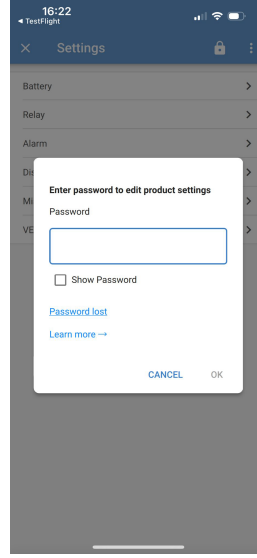 16:22
◀ TestFlight
Settings
Battery
Relay
Alarm
Dis
Mi
VE
Enter password to edit product settings
Password
Show Password
Password lost
Learn more →
CANCEL
OK